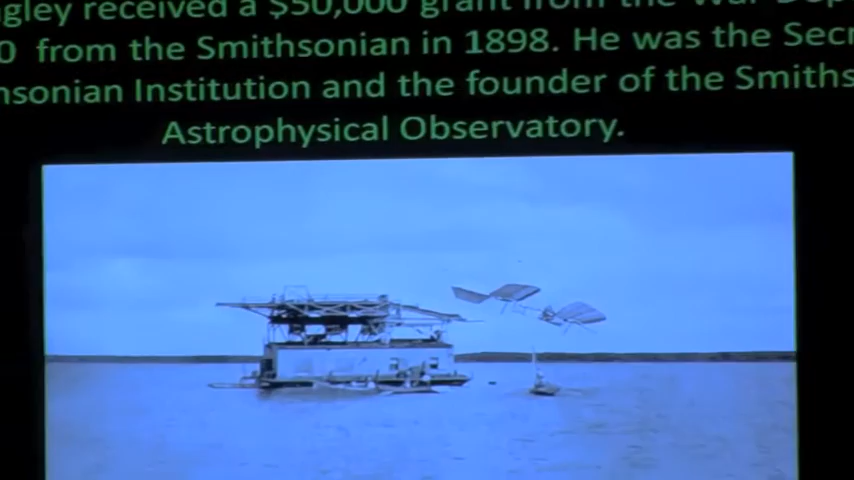 gley received a $50,000 grant from the War Dep
0 from the Smithsonian in 1898. He was the Sec
nsonian Institution and the founder of the Smiths
Astrophysical Observatory.